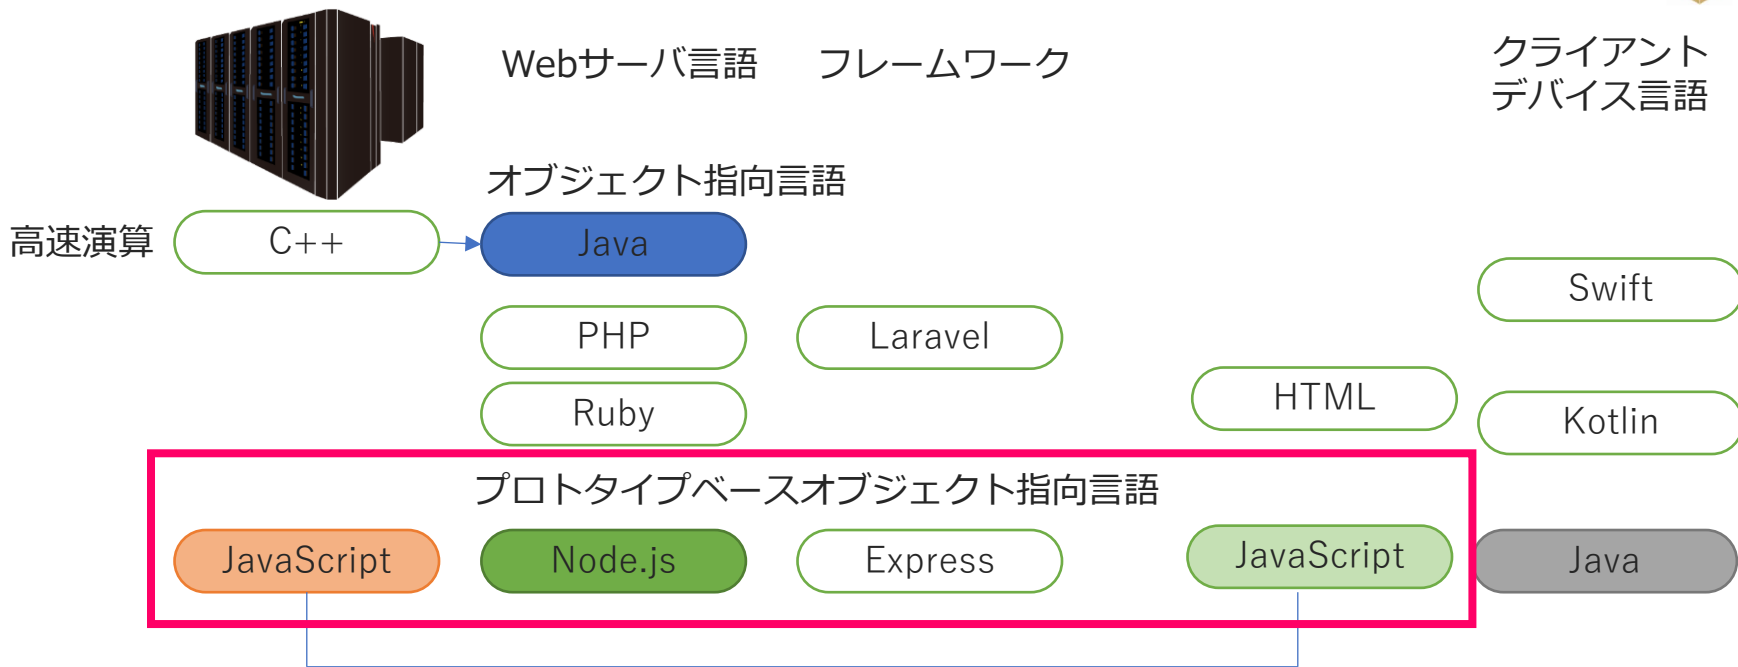 Webサーバ言語
フレームワーク
クライアント
デバイス言語
オブジェクト指向言語
高速演算
C++
Java
Swift
PHP
Laravel
HTML
Ruby
Kotlin
プロトタイプベースオブジェクト指向言語
JavaScript
Node.js
Express
JavaScript
Java